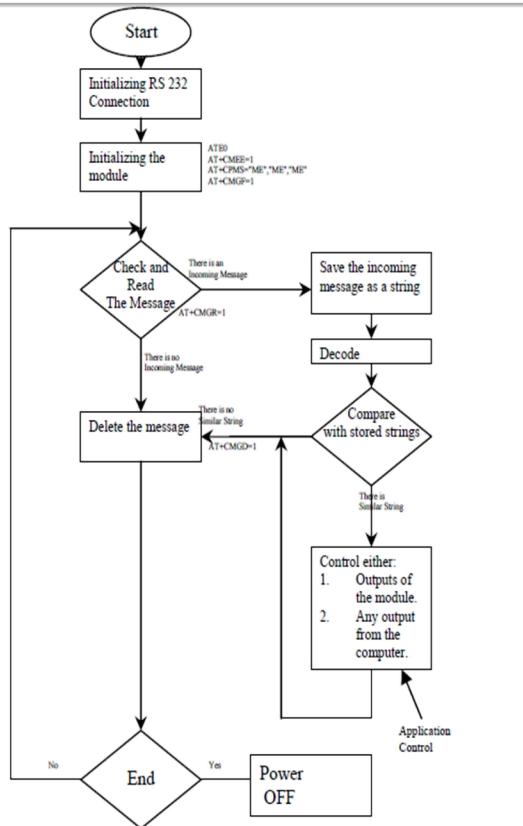 Start
Initializing RS 232
Connection
Initializing the
module
ATE0
AT+CMEE=1
AT+CPMS="ME","ME","ME"
AT+CMGF=1
Check and
Read
The Message
There is an
Incoming Message
AT+CMGR=1
Save the incoming
message as a string
Decode
There is no
Incoming Message
Compare
with stored strings
There is no
Similar String
Delete the message
AT+CMGD=1
There is
Similar String
Control either:
1. Outputs of
the module.
2. Any output
from the
computer.
Application
Control
No
End
Yes
Power
OFF